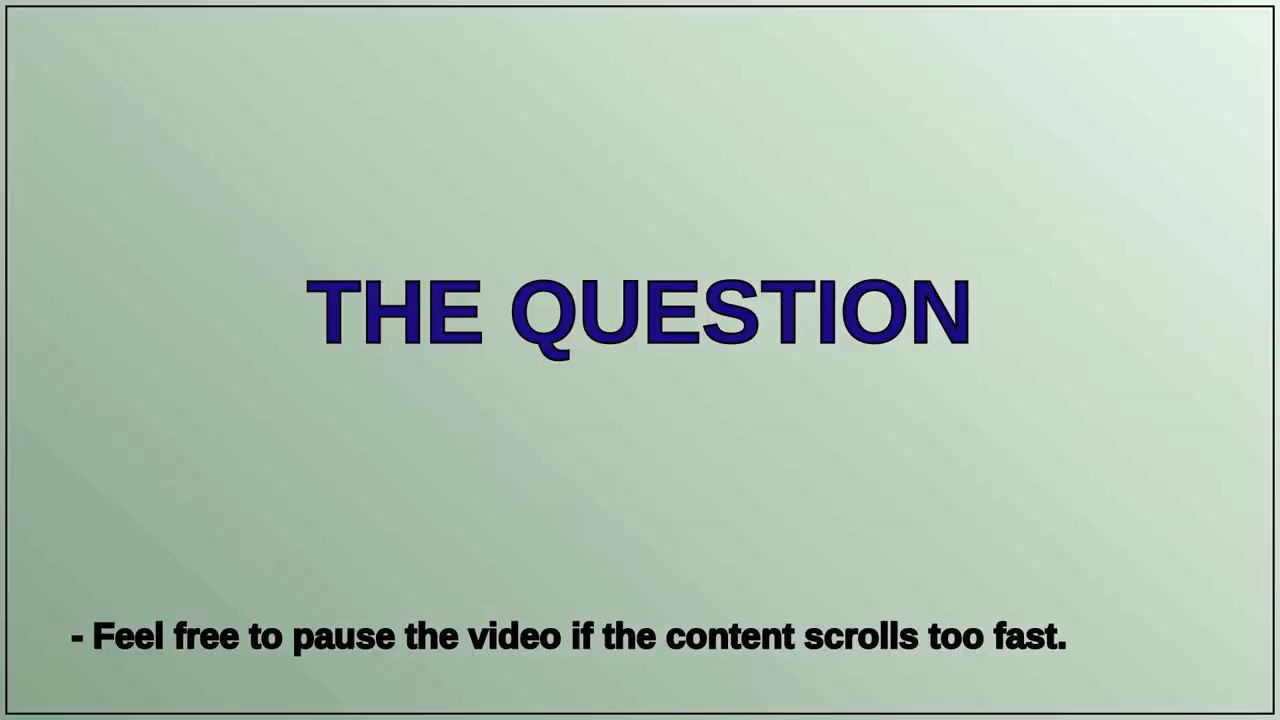 THE QUESTION
- Feel free to pause the video if the content scrolls too fast.